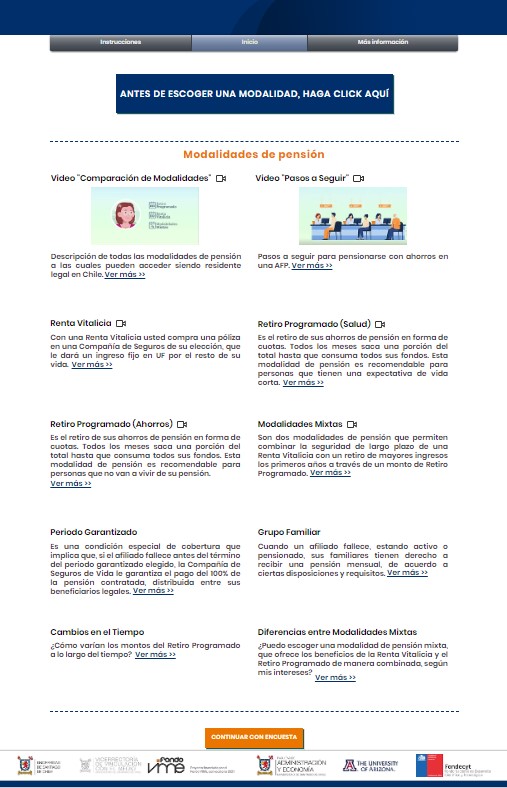 Instrucciones
Inicio
Más información
ANTES DE ESCOGER UNA MODALIDAD, HAGA CLICK AQUÍ
Modalidades de pensión
Video "Comparación de Modalidades"
Descripción de todas las modalidades de pensión
a las cuales pueden acceder siendo residente
legal en Chile. Ver más >>
Video "Pasos a Seguir"
Pasos a seguir para pensionarse con ahorros en
una AFP. Ver más >>
Renta Vitalicia
Con una Renta Vitalicia usted compra una póliza
en una Compañía de Seguros de su elección, que
le dará un ingreso fijo en UF por el resto de su
vida. Ver más >>
Retiro Programado (Salud)
Es el retiro de sus ahorros de pensión en forma de
cuotas. Todos los meses saca una porción del
total hasta que consuma todos sus fondos. Esta
modalidad de pensión es recomendable para
personas que tienen una expectativa de vida
corta. Ver más >>
Retiro Programado (Ahorros)
Es el retiro de sus ahorros de pensión en forma de
cuotas. Todos los meses saca una porción del
total hasta que consuma todos sus fondos. Esta
modalidad de pensión es recomendable para
personas que no van a vivir de su pensión.
Ver más >>
Modalidades Mixtas
Son dos modalidades de pensión que permiten
combinar la seguridad de largo plazo de una
Renta Vitalicia con un retiro de mayores ingresos
los primeros años a través de un monto de Retiro
Programado. Ver más >>
Periodo Garantizado
Es una condición especial de cobertura que
implica que, si el afiliado fallece antes del término
del periodo garantizado elegido, la Compañía de
Seguros de Vida le garantiza el pago del 100% de
la pensión contratada, distribuida entre sus
beneficiarios legales. Ver más >>
Grupo Familiar
Cuando un afiliado fallece, estando activo o
pensionado, sus familiares tienen derecho a
recibir una pensión mensual, de acuerdo a
ciertas disposiciones y requisitos. Ver más >>
Cambios en el Tiempo
¿Cómo varían los montos del Retiro Programado
a lo largo del tiempo? Ver más >>
Diferencias entre Modalidades Mixtas
¿Puedo escoger una modalidad de pensión mixta,
que ofrece los beneficios de la Renta Vitalicia y el
Retiro Programado de manera combinada, según
mis intereses?
Ver más >>
CONTINUAR CON ENCUESTA
UNIVERSIDAD
DE SANTIAGO
DE CHILE
VICERRECTORÍA
DE VINCULACIÓN
CON EL MEDIO
fondo
vime
ADMINISTRACIÓN
Y ECONOMÍA
THE UNIVERSITY
OF ARIZONA
Fondecyt